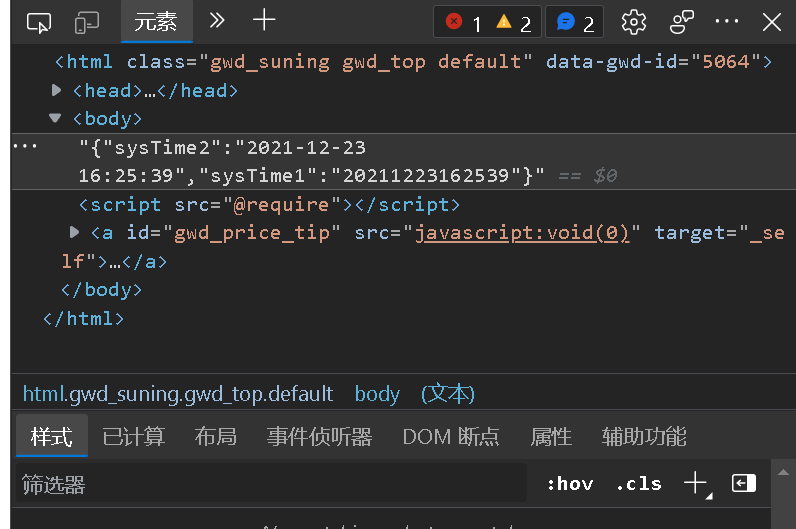 元素 1 2 2
<html class="gwd_suning gwd_top default" data-gwd-id="5064">
<head>…</head>
<body>
"{"sysTime2":"2021-12-23
16:25:39","sysTime1":"20211223162539"}" == $0
<script src="@require"></script>
<a id="gwd_price_tip" src="javascript:void(0)" target="_se
lf">…</a>
</body>
</html>
html.gwd_suning.gwd_top.default body (文本)
样式 已计算 布局 事件侦听器 DOM 断点 属性 辅助功能
筛选器 :hov .cls